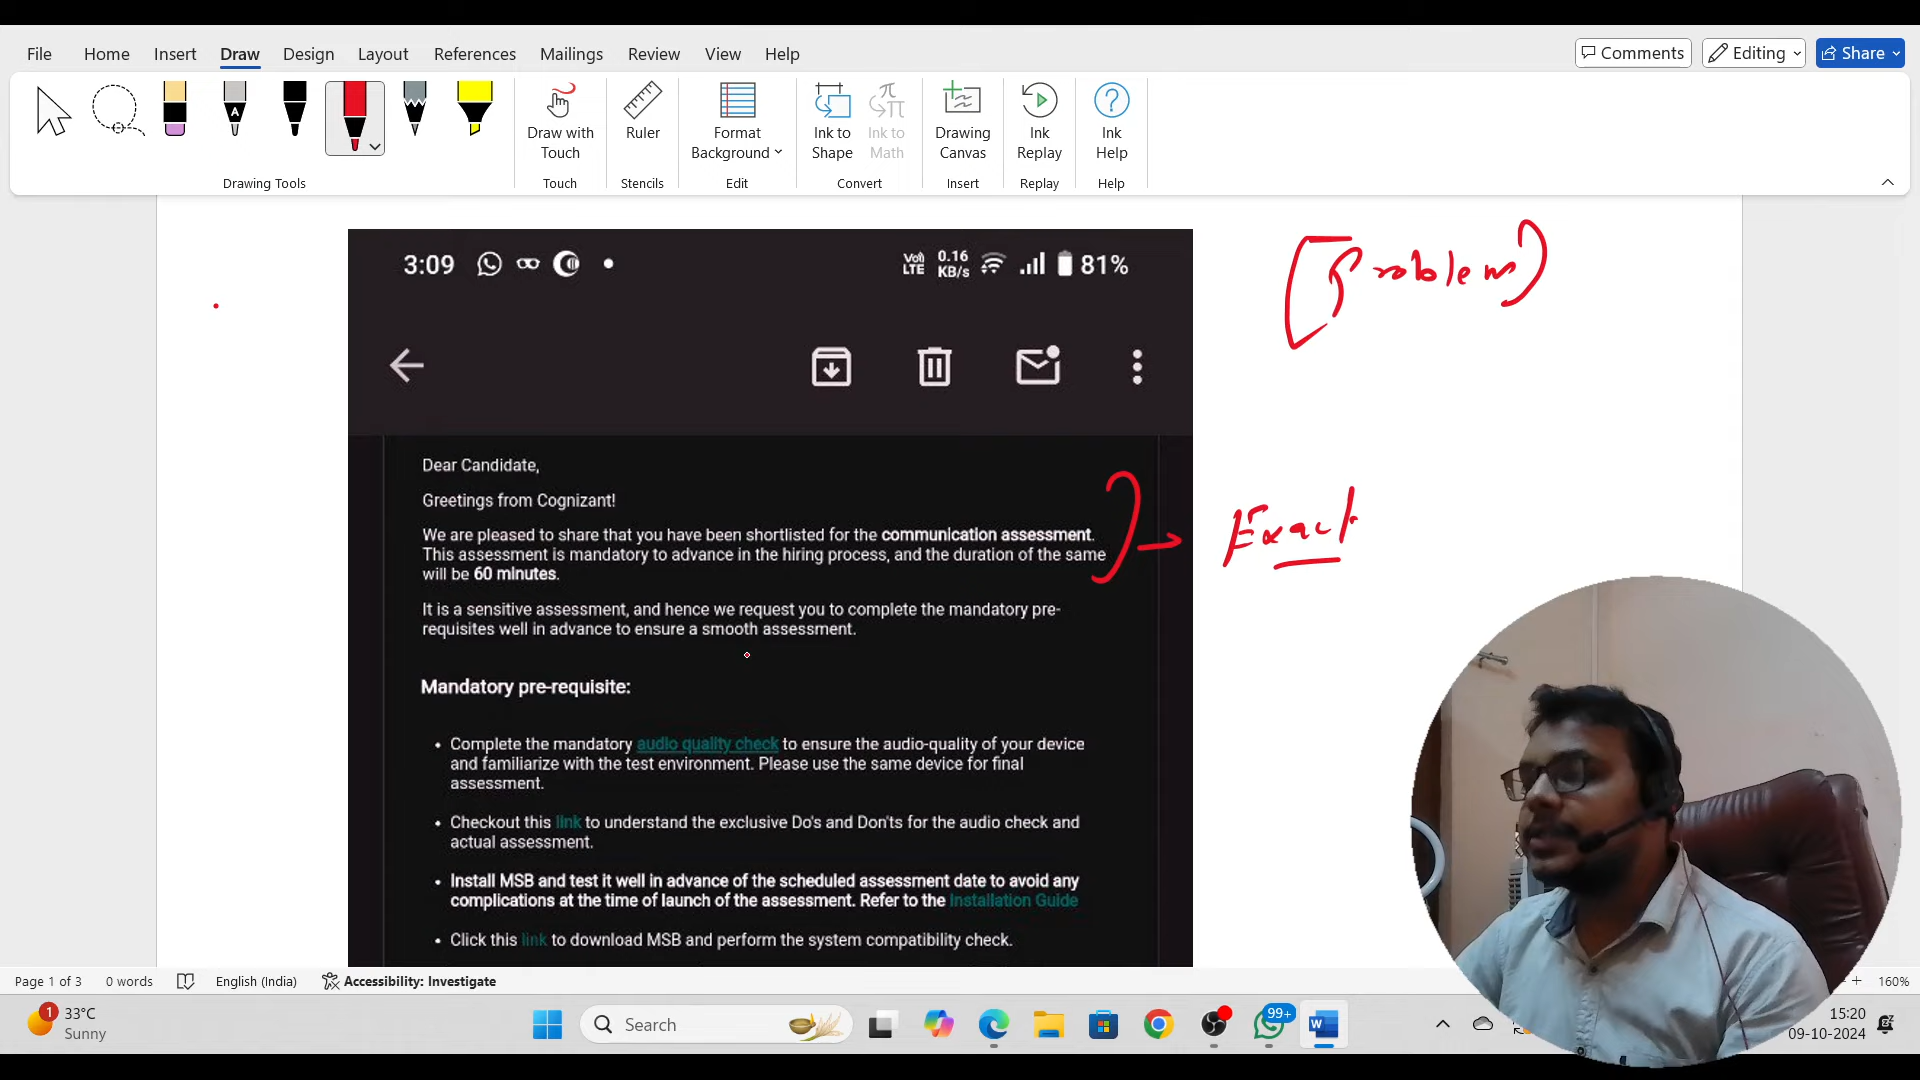 File Home Insert Draw Design Layout References Mailings Review View Help Comments Editing Share
Draw with Touch
Ruler
Format Background
Ink to Shape
Ink to Math
Drawing Canvas
Ink Replay
Ink Help
Drawing Tools Touch Stencils Edit Convert Insert Replay Help
3:09 Vo) LTE 0.16 KB/s 81%
Problem
Dear Candidate,
Greetings from Cognizant!
We are pleased to share that you have been shortlisted for the communication assessment.
This assessment is mandatory to advance in the hiring process, and the duration of the same
will be 60 minutes.
Exact
It is a sensitive assessment, and hence we request you to complete the mandatory pre-
requisites well in advance to ensure a smooth assessment.
Mandatory pre-requisite:
• Complete the mandatory audio quality check to ensure the audio-quality of your device
and familiarize with the test environment. Please use the same device for final
assessment.
• Checkout this link to understand the exclusive Do's and Don'ts for the audio check and
actual assessment.
• Install MSB and test it well in advance of the scheduled assessment date to avoid any
complications at the time of launch of the assessment. Refer to the Installation Guide
• Click this link to download MSB and perform the system compatibility check.
Page 1 of 3 0 words English (India) Accessibility: Investigate 160%
1 33°C
Sunny
Search
99+
15:20
09-10-2024